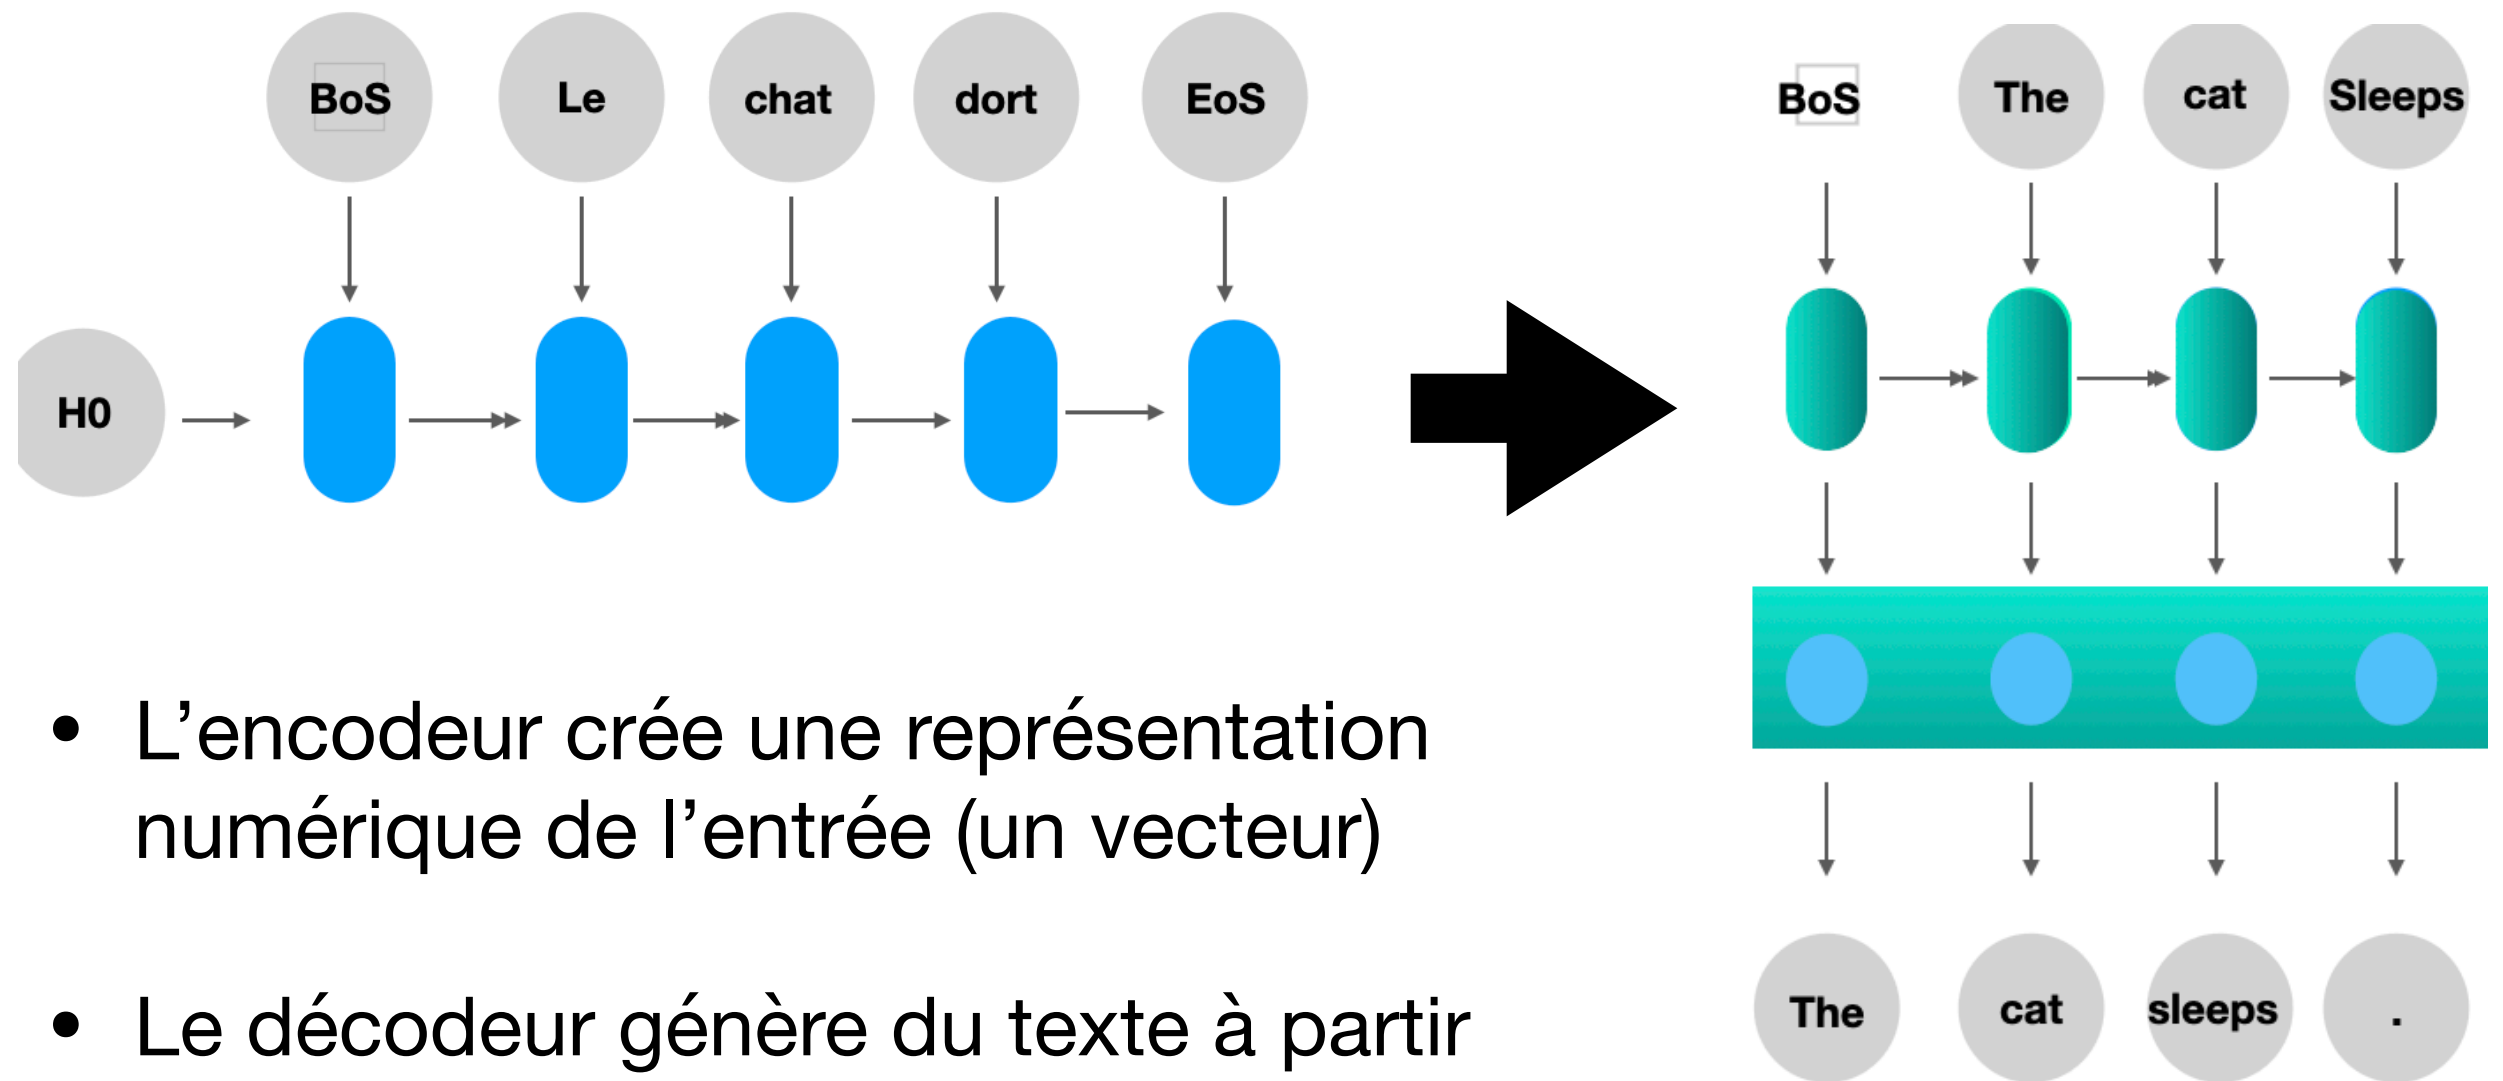 BoS Le chat dort EoS
BoS The cat Sleeps
H0
• L’encodeur crée une représentation
numérique de l’entrée (un vecteur)
• Le décodeur génère du texte à partir
The cat sleeps .